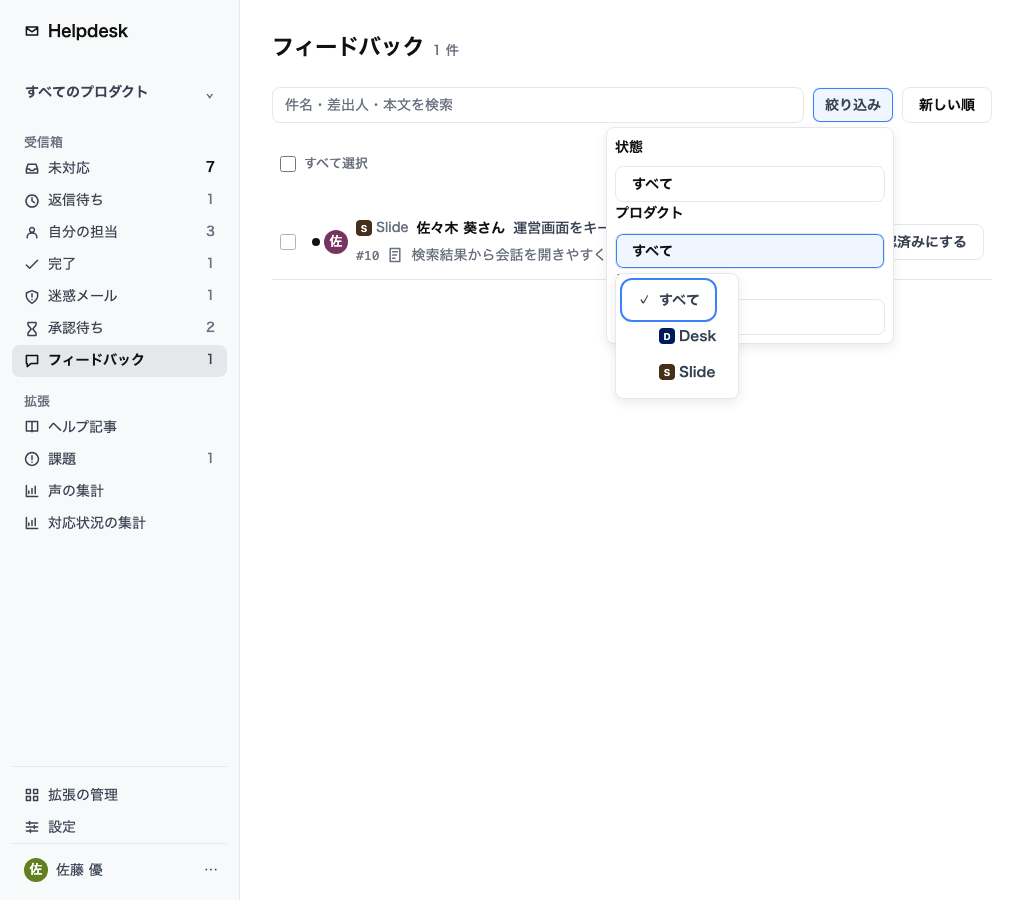 Helpdesk
すべてのプロダクト
受信箱
未対応 7
返信待ち 1
自分の担当 3
完了 1
迷惑メール 1
承認待ち 2
フィードバック 1
拡張
ヘルプ記事
課題 1
声の集計
対応状況の集計
拡張の管理
設定
佐 佐藤 優 …
フィードバック 1 件
件名・差出人・本文を検索 絞り込み 新しい順
すべて選択
佐 S Slide 佐々木 葵さん 運営画面をキー
#10 検索結果から会話を開きやすく
済みにする
状態
すべて
プロダクト
すべて
✓ すべて
D Desk
S Slide